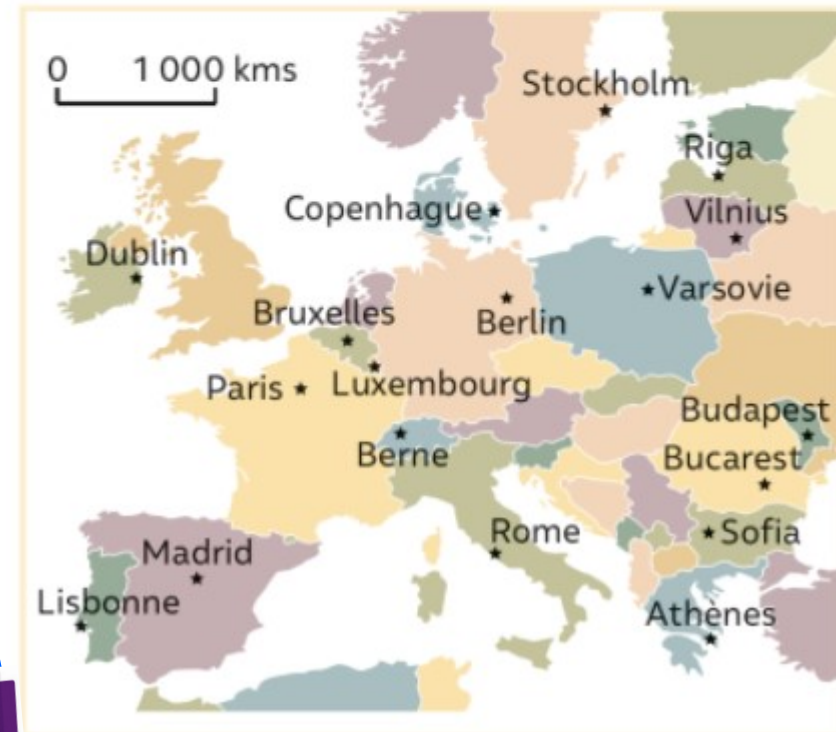 0 1 000 kms
Stockholm
Riga
Copenhague
Vilnius
Dublin
Varsovie
Bruxelles
Berlin
Paris
Luxembourg
Budapest
Berne
Bucarest
Rome
Sofia
Madrid
Lisbonne
Athènes